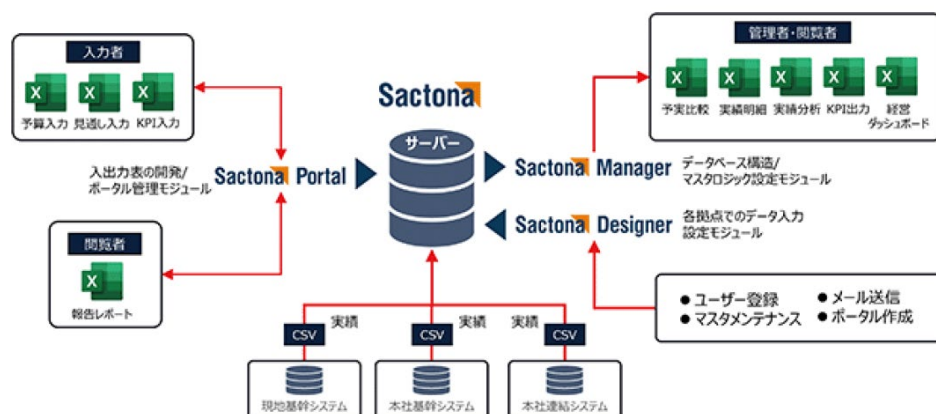 入力者
予算入力 見通し入力 KPI入力
入出力表の開発/
ポータル管理モジュール
Sactona Portal
閲覧者
報告レポート
Sactona
サーバー
Sactona Manager
データベース構造/
マスタロジック設定モジュール
Sactona Designer
各拠点でのデータ入力
設定モジュール
管理者・閲覧者
予実比較 実績明細 実績分析 KPI出力 経営
ダッシュボード
● ユーザー登録 ● メール送信
● マスタメンテナンス ● ポータル作成
実績 実績 実績
CSV CSV CSV
現地基幹システム 本社基幹システム 本社連結システム